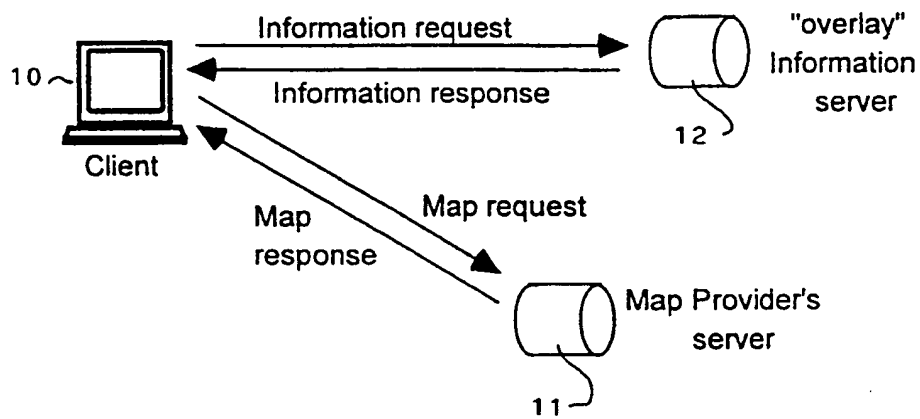 Information request
"overlay"
Information
server
10
Information response
12
Client
Map request
Map
response
Map Provider's
server
11